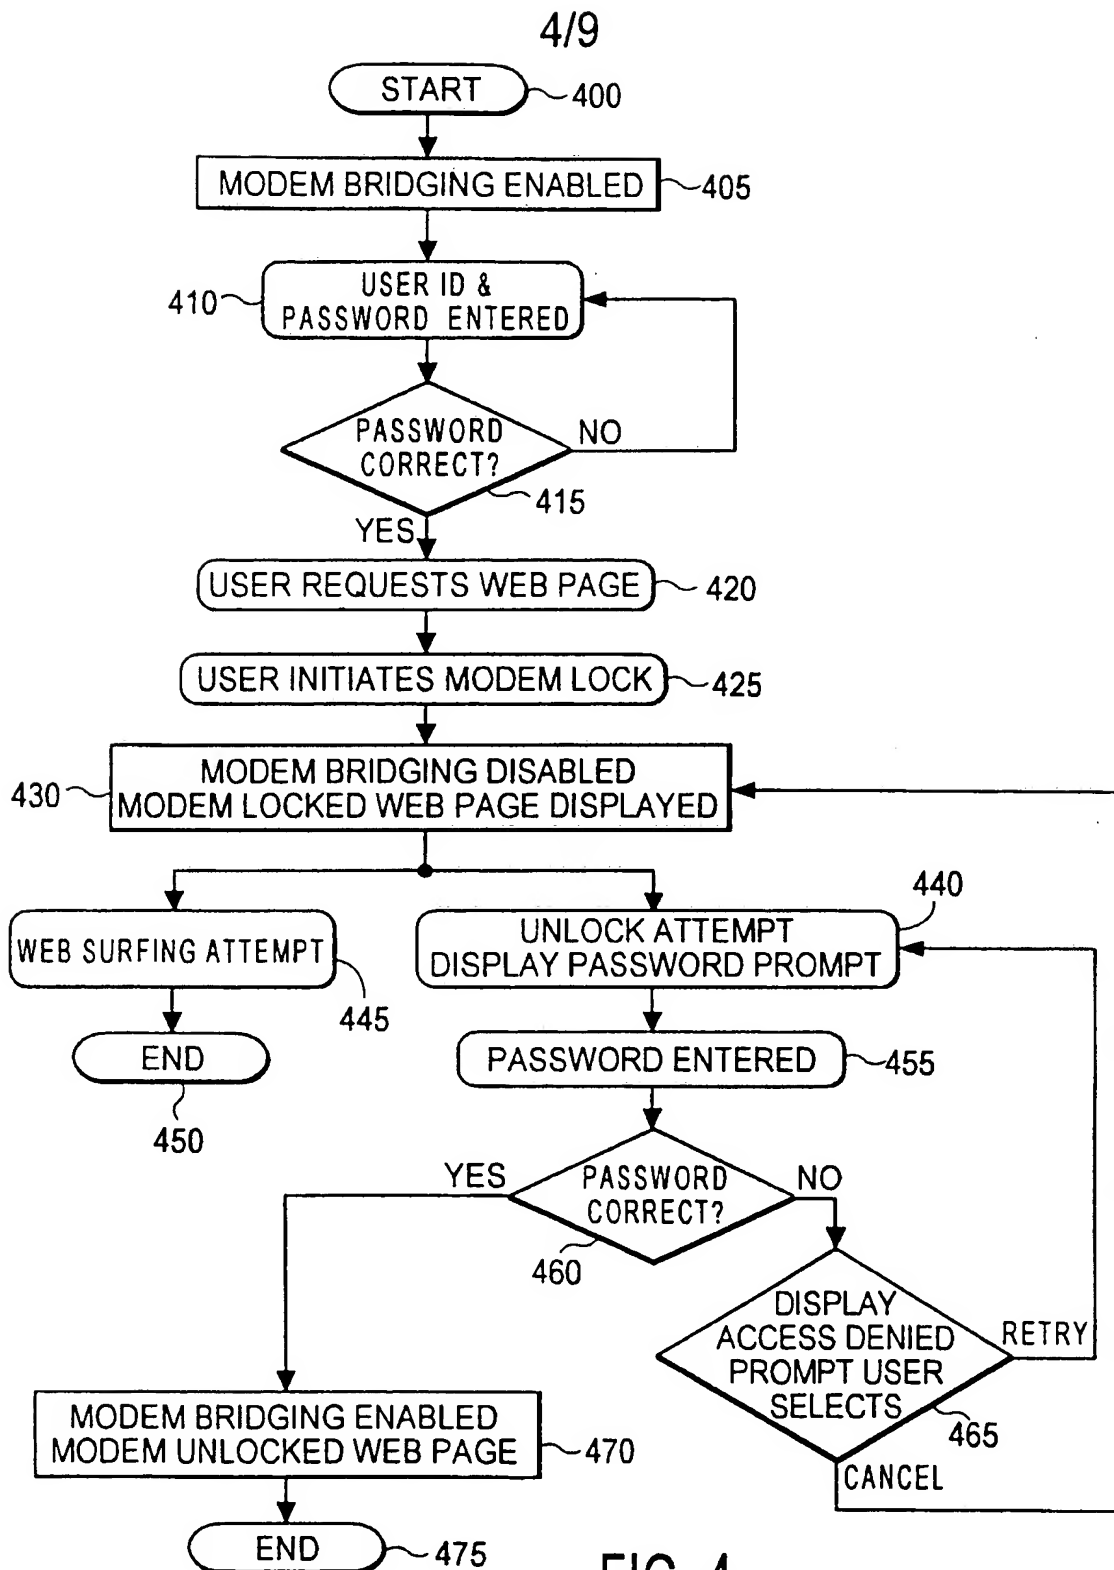 4/9
START
400
MODEM BRIDGING ENABLED
405
USER ID &
PASSWORD ENTERED
410
PASSWORD
CORRECT?
NO
415
YES
USER REQUESTS WEB PAGE
420
USER INITIATES MODEM LOCK
425
MODEM BRIDGING DISABLED
MODEM LOCKED WEB PAGE DISPLAYED
430
WEB SURFING ATTEMPT
445
END
450
UNLOCK ATTEMPT
DISPLAY PASSWORD PROMPT
440
PASSWORD ENTERED
455
PASSWORD
CORRECT?
YES
NO
460
DISPLAY
ACCESS DENIED
PROMPT USER
SELECTS
RETRY
465
CANCEL
MODEM BRIDGING ENABLED
MODEM UNLOCKED WEB PAGE
470
END
475
FIG. 4